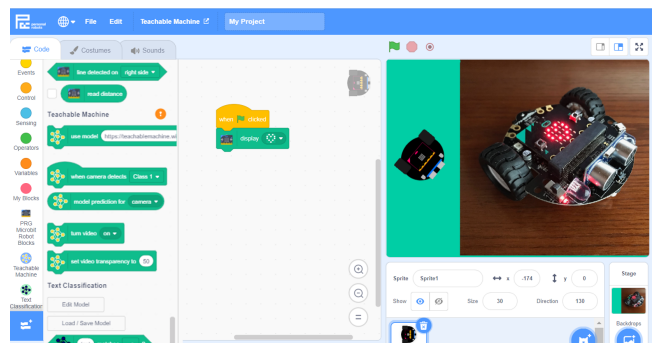 personal robots
File Edit Teachable Machine My Project
Code Costumes Sounds
Events
Control
Sensing
Operators
Variables
My Blocks
PRG Microbit Robot Blocks
Teachable Machine
Text Classification
line detected on right side
read distance
Teachable Machine
use model https://teachablemachine.wi
when camera detects Class 1
model prediction for camera
turn video on
set video transparency to 50
Text Classification
Edit Model
Load / Save Model
when clicked
display
Sprite Sprite1 x -174 y 0
Show Size 30 Direction 130
Stage
Backdrops